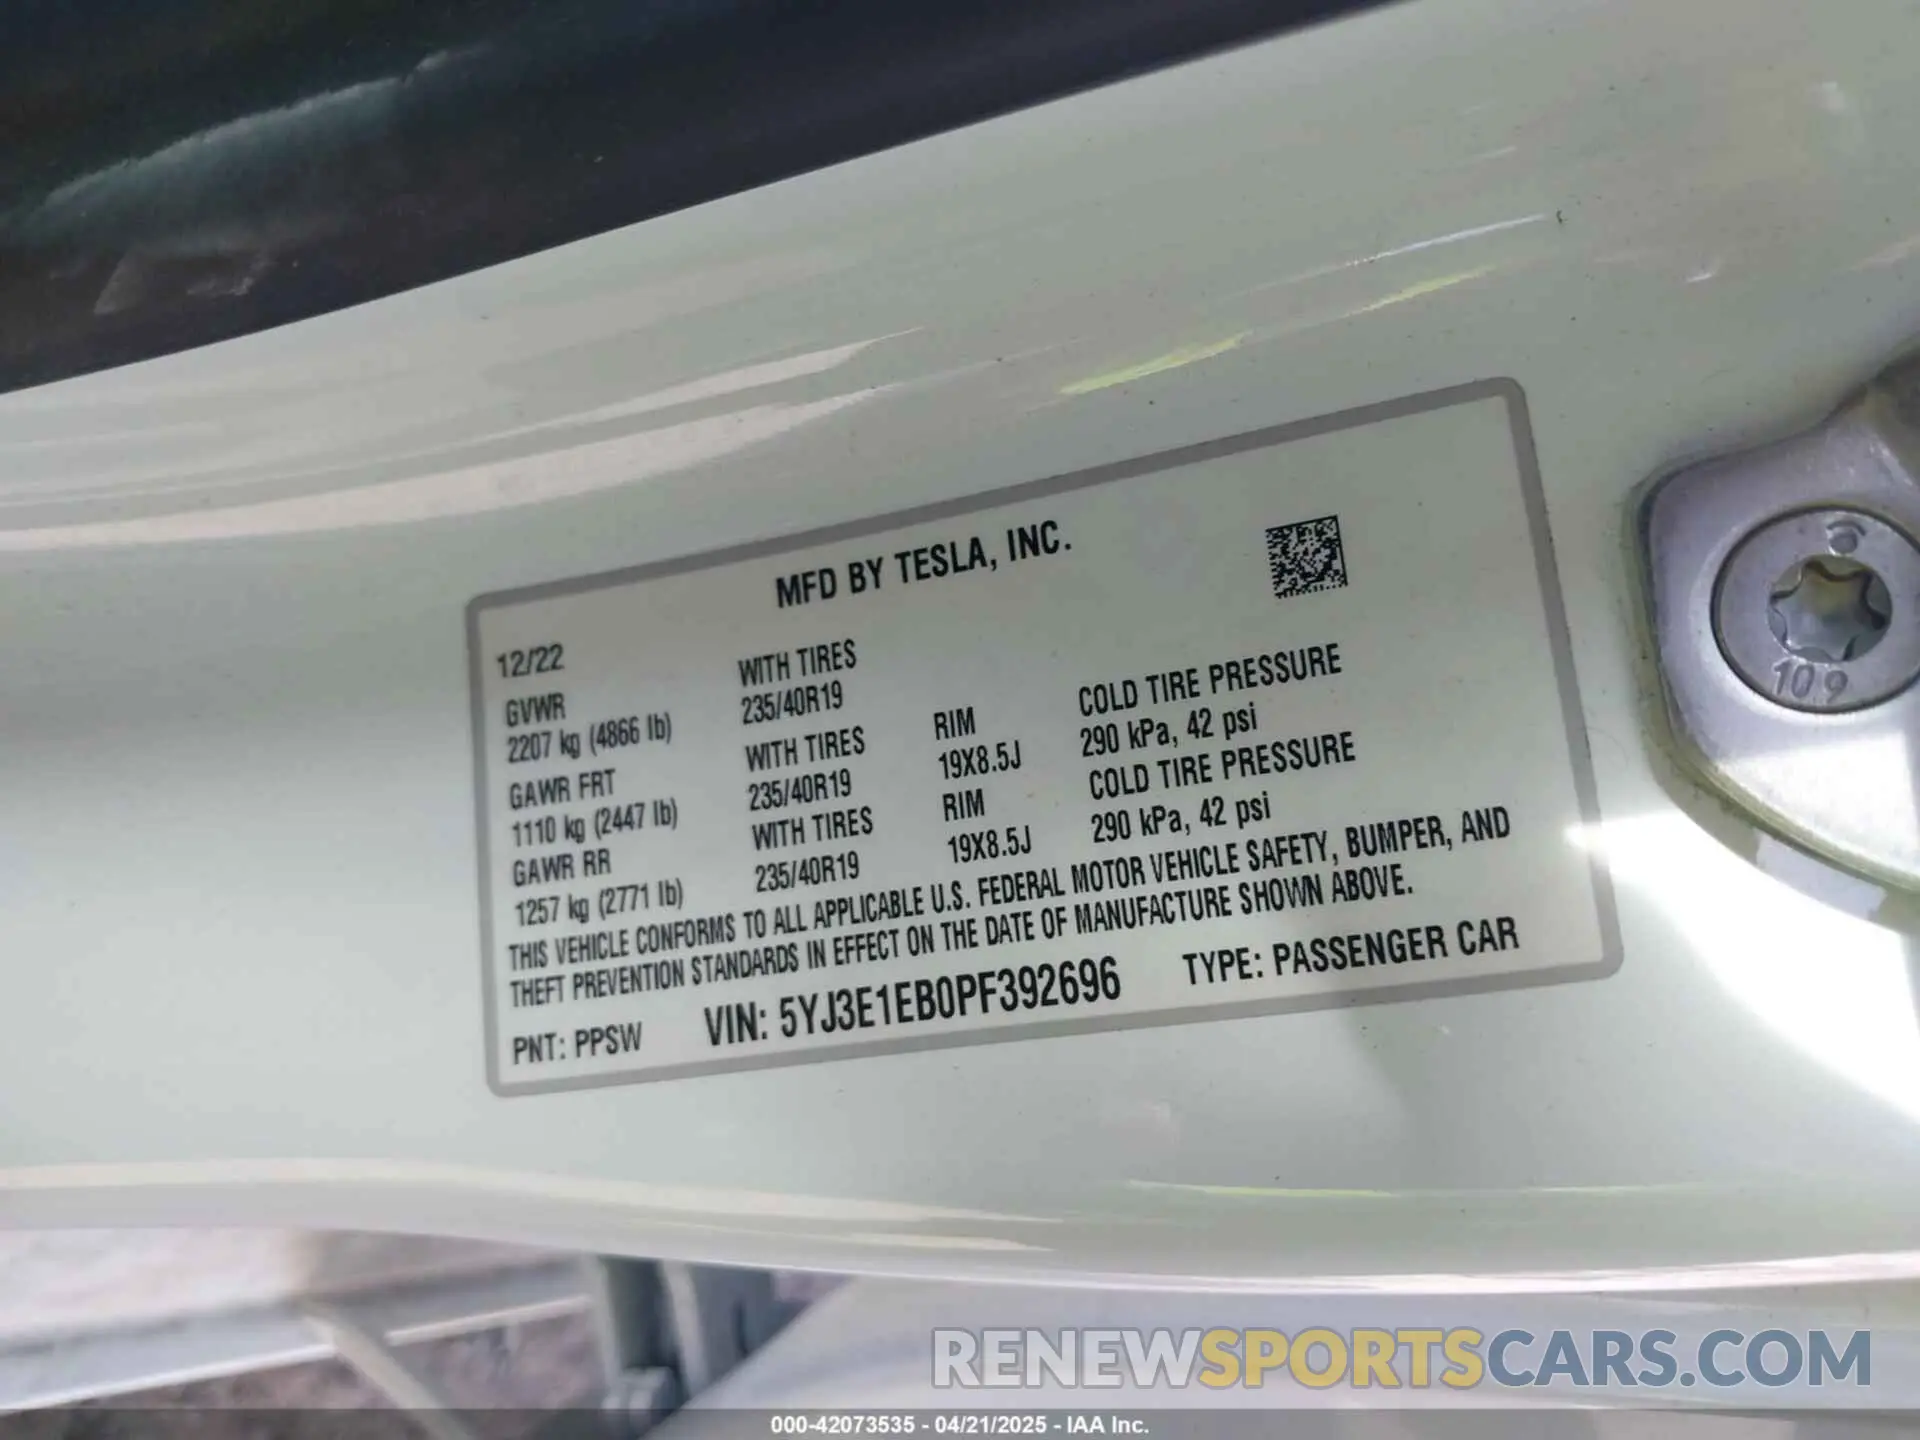 MFD BY TESLA, INC.
12/22
GVWR WITH TIRES
2207 kg (4866 lb) 235/40R19
GAWR FRT WITH TIRES RIM COLD TIRE PRESSURE
1110 kg (2447 lb) 235/40R19 19X8.5J 290 kPa, 42 psi
GAWR RR WITH TIRES RIM COLD TIRE PRESSURE
1257 kg (2771 lb) 235/40R19 19X8.5J 290 kPa, 42 psi
THIS VEHICLE CONFORMS TO ALL APPLICABLE U.S. FEDERAL MOTOR VEHICLE SAFETY, BUMPER, AND
THEFT PREVENTION STANDARDS IN EFFECT ON THE DATE OF MANUFACTURE SHOWN ABOVE.
PNT: PPSW VIN: 5YJ3E1EB0PF392696 TYPE: PASSENGER CAR
109
RENEWSPORTSCARS.COM
000-42073535 - 04/21/2025 - IAA Inc.